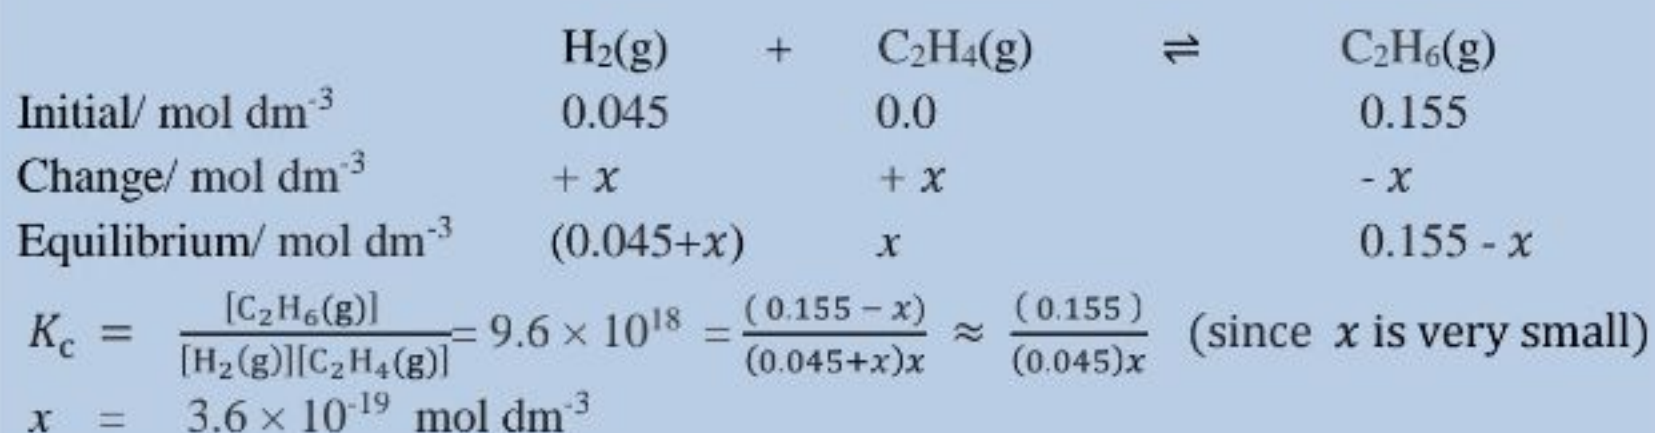 H₂(g) + C₂H₄(g) ⇌ C₂H₆(g)
Initial/ mol dm⁻³ 0.045 0.0 0.155
Change/ mol dm⁻³ + x + x - x
Equilibrium/ mol dm⁻³ (0.045+x) x 0.155 - x
K_c = [C₂H₆(g)]/[H₂(g)][C₂H₄(g)] = 9.6 × 10¹⁸ = (0.155 − x)/(0.045+x)x ≈ (0.155)/(0.045)x (since x is very small)
x = 3.6 × 10⁻¹⁹ mol dm⁻³